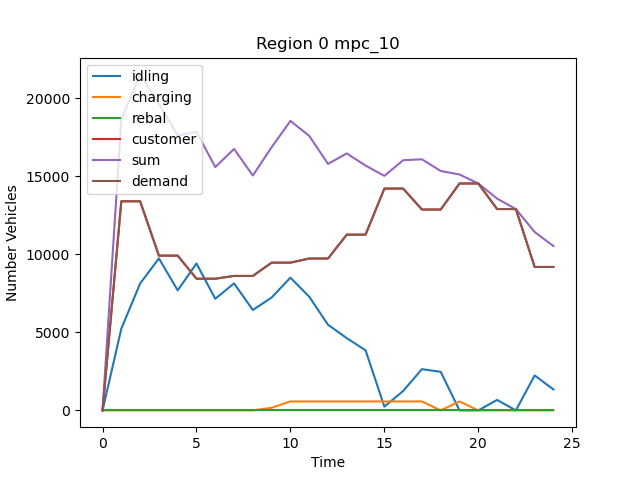 Region 0 mpc_10
idling
charging
rebal
customer
sum
demand
20000
15000
10000
5000
0
Number Vehicles
0 5 10 15 20 25
Time